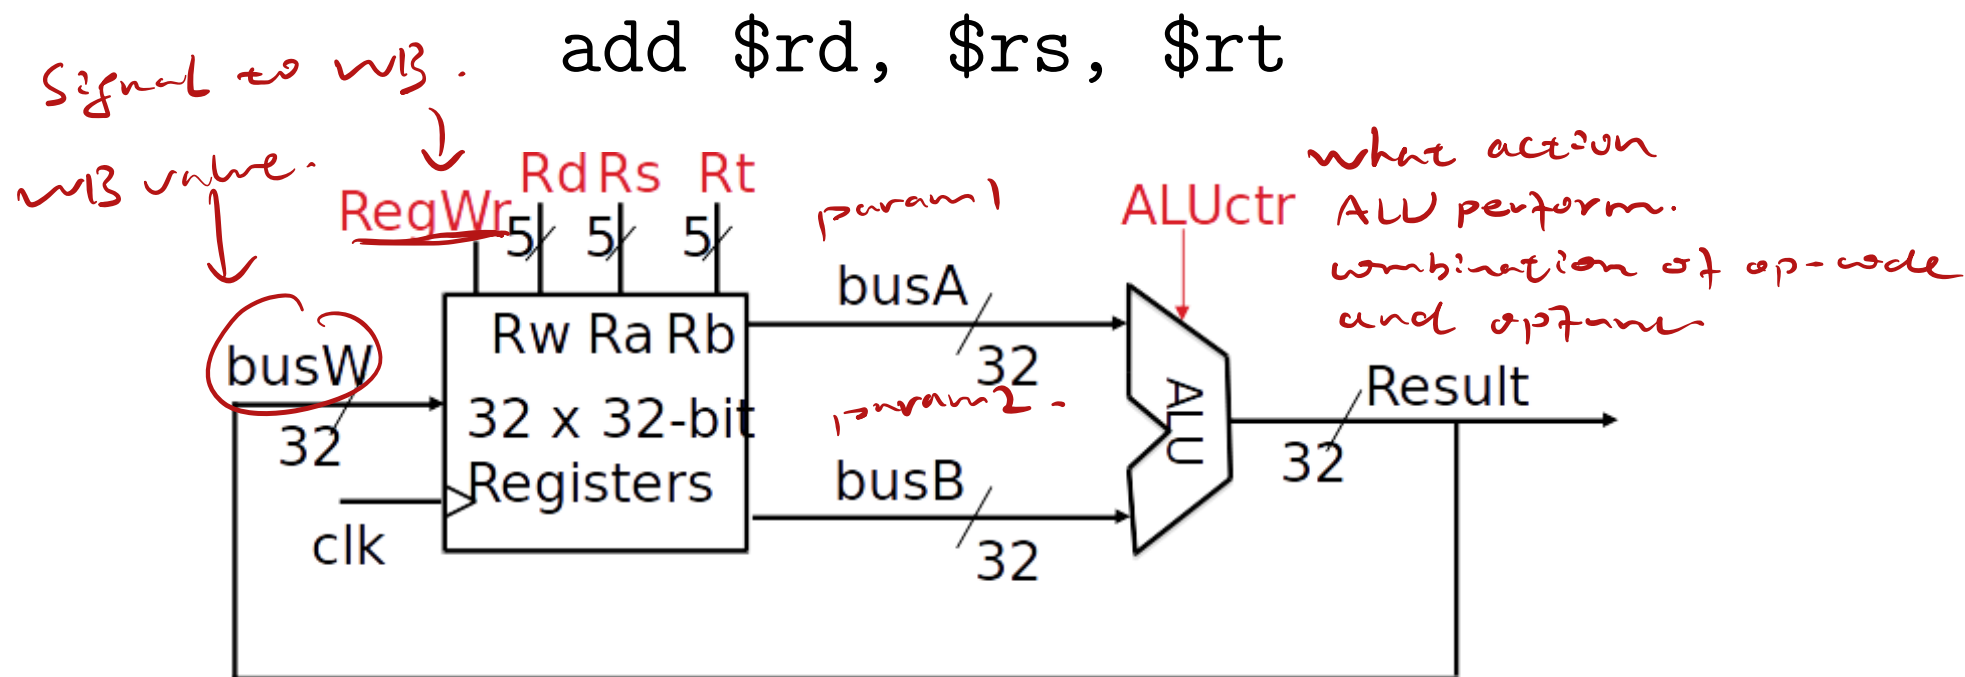 add $rd, $rs, $rt
Signal to WB.
WB value.
RegWr
Rd Rs Rt
5 5 5
param1
ALUctr
what action
ALU perform.
combination of op-code
and opfunc
busA
32
Rw Ra Rb
busW
32
32 x 32-bit
Registers
clk
param2.
busB
32
ALU
Result
32